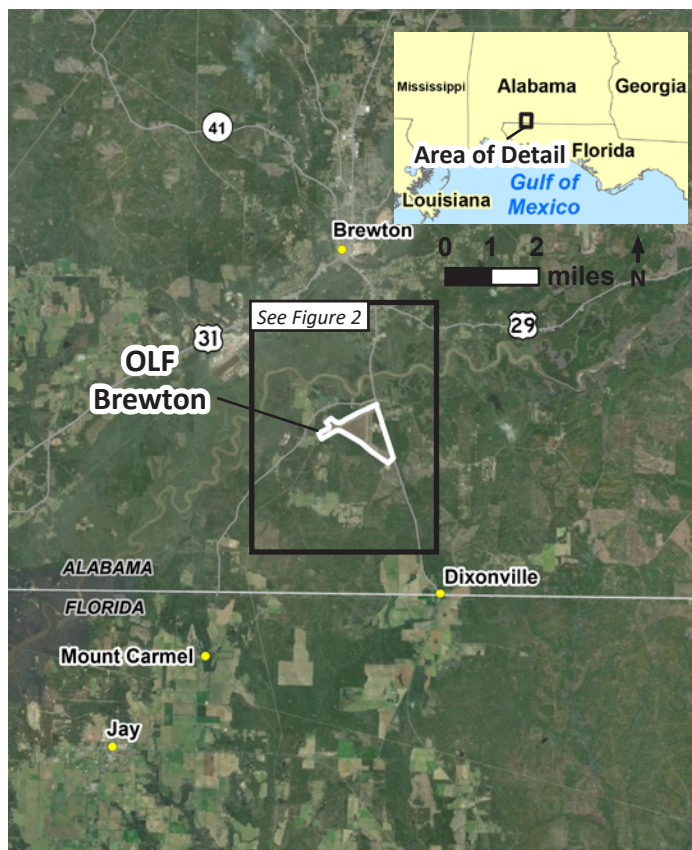 Mississippi
Alabama
Georgia
Area of Detail
Florida
Louisiana
Gulf of
Mexico
41
Brewton
0 1 2
miles
N
See Figure 2
31
29
OLF
Brewton
ALABAMA
FLORIDA
Dixonville
Mount Carmel
Jay